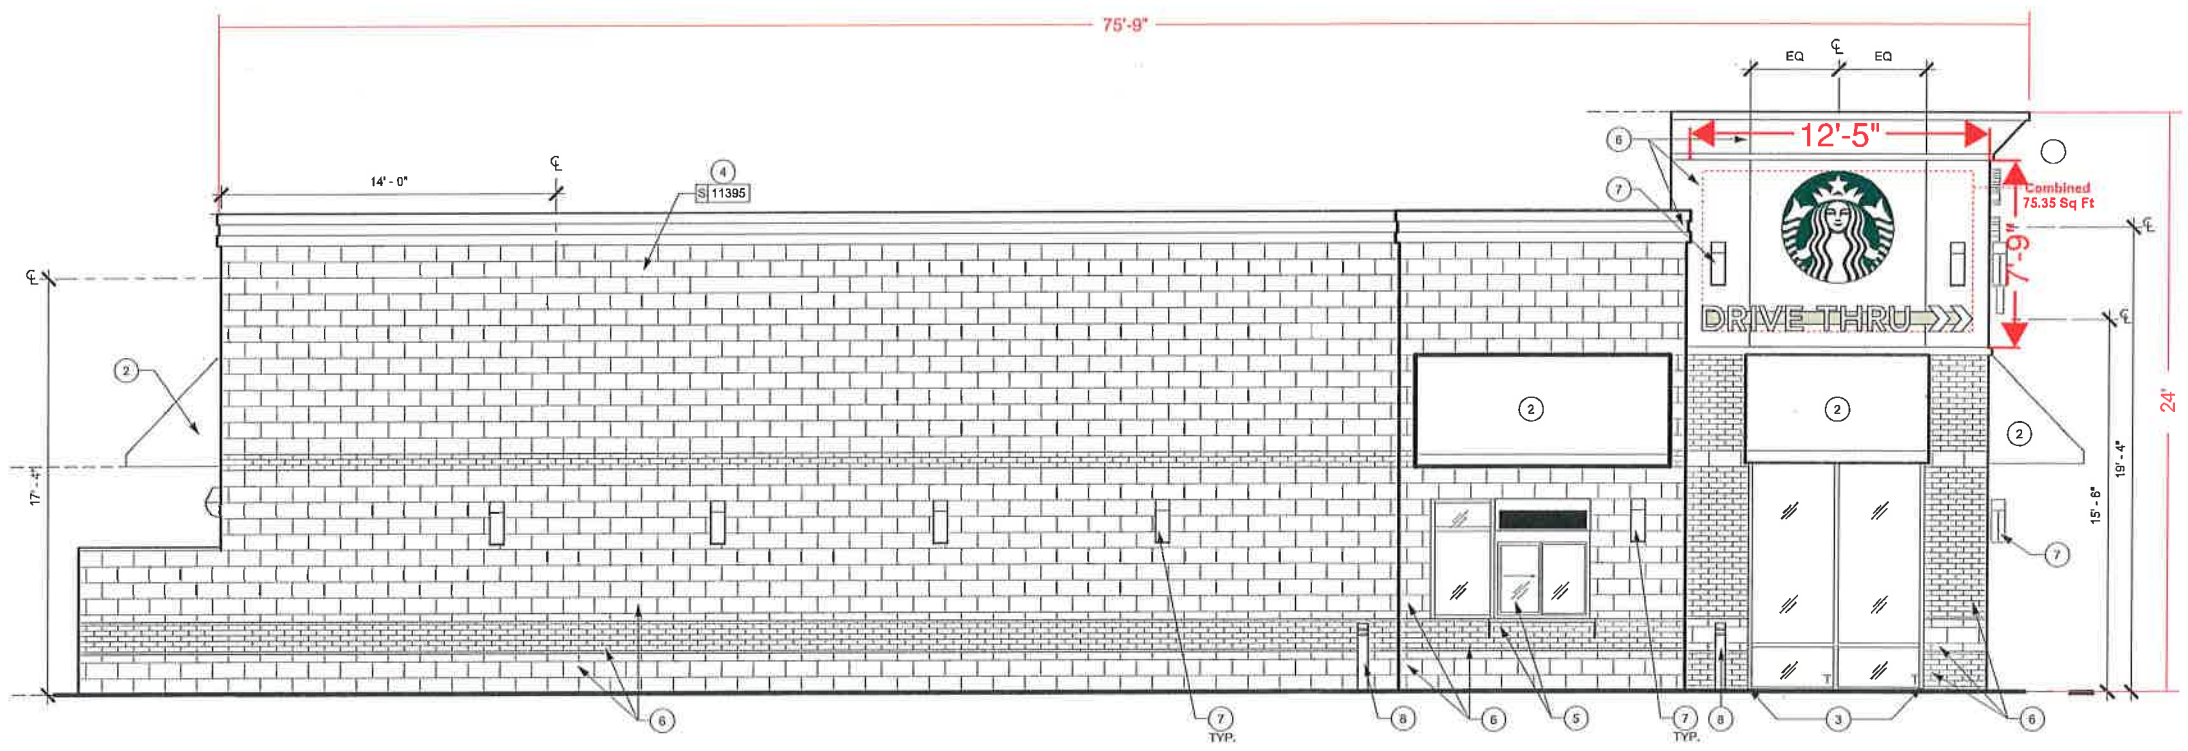 75'-9"
℄
EQ
EQ
12'-5"
6
℄
4
14' - 0"
S 11395
7
Combined
75.35 Sq Ft
℄
7'-9"
℄
DRIVE THRU
℄
2
2
2
2
24'
19' - 4"
17' - 4"
15' - 6"
7
T
T
6
7
TYP.
8
6
5
7
TYP.
8
3
6